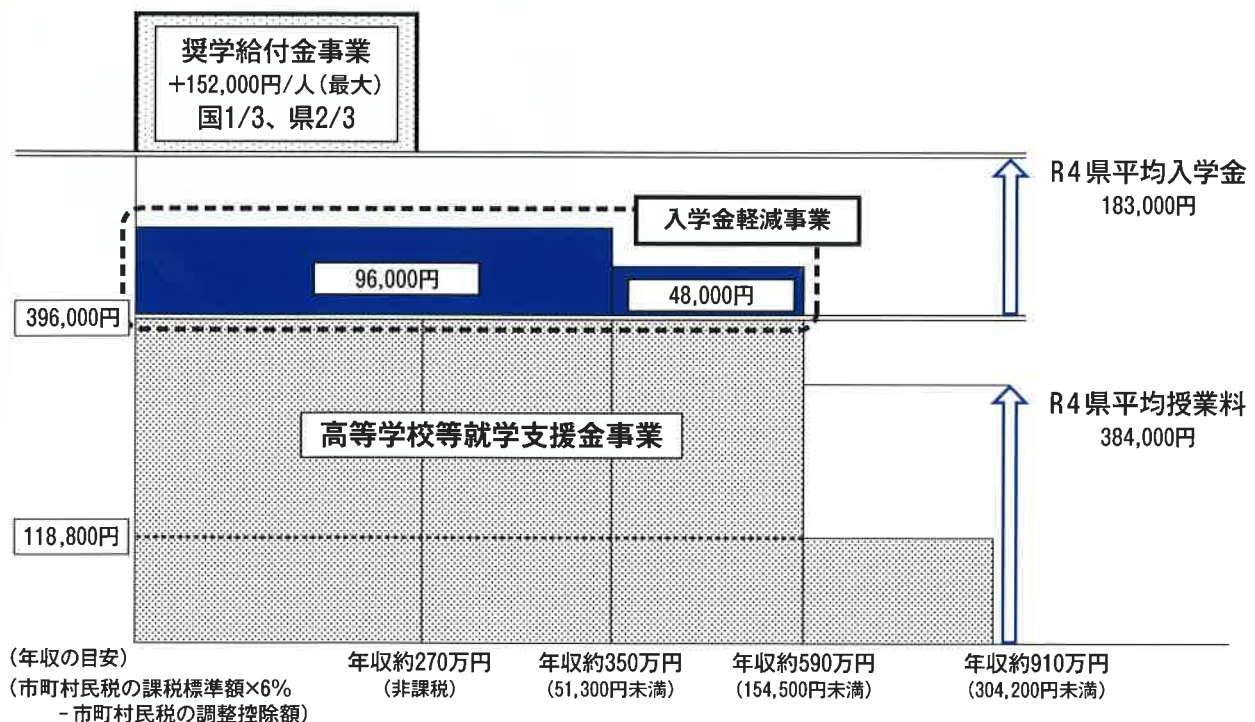 奨学給付金事業
+152,000円/人(最大)
国1/3、県2/3
R4県平均入学金
183,000円
入学金軽減事業
96,000円
48,000円
396,000円
R4県平均授業料
384,000円
高等学校等就学支援金事業
118,800円
(年収の目安)
年収約270万円
年収約350万円
年収約590万円
年収約910万円
(市町村民税の課税標準額×6%
(非課税)
(51,300円未満)
(154,500円未満)
(304,200円未満)
-市町村民税の調整控除額)